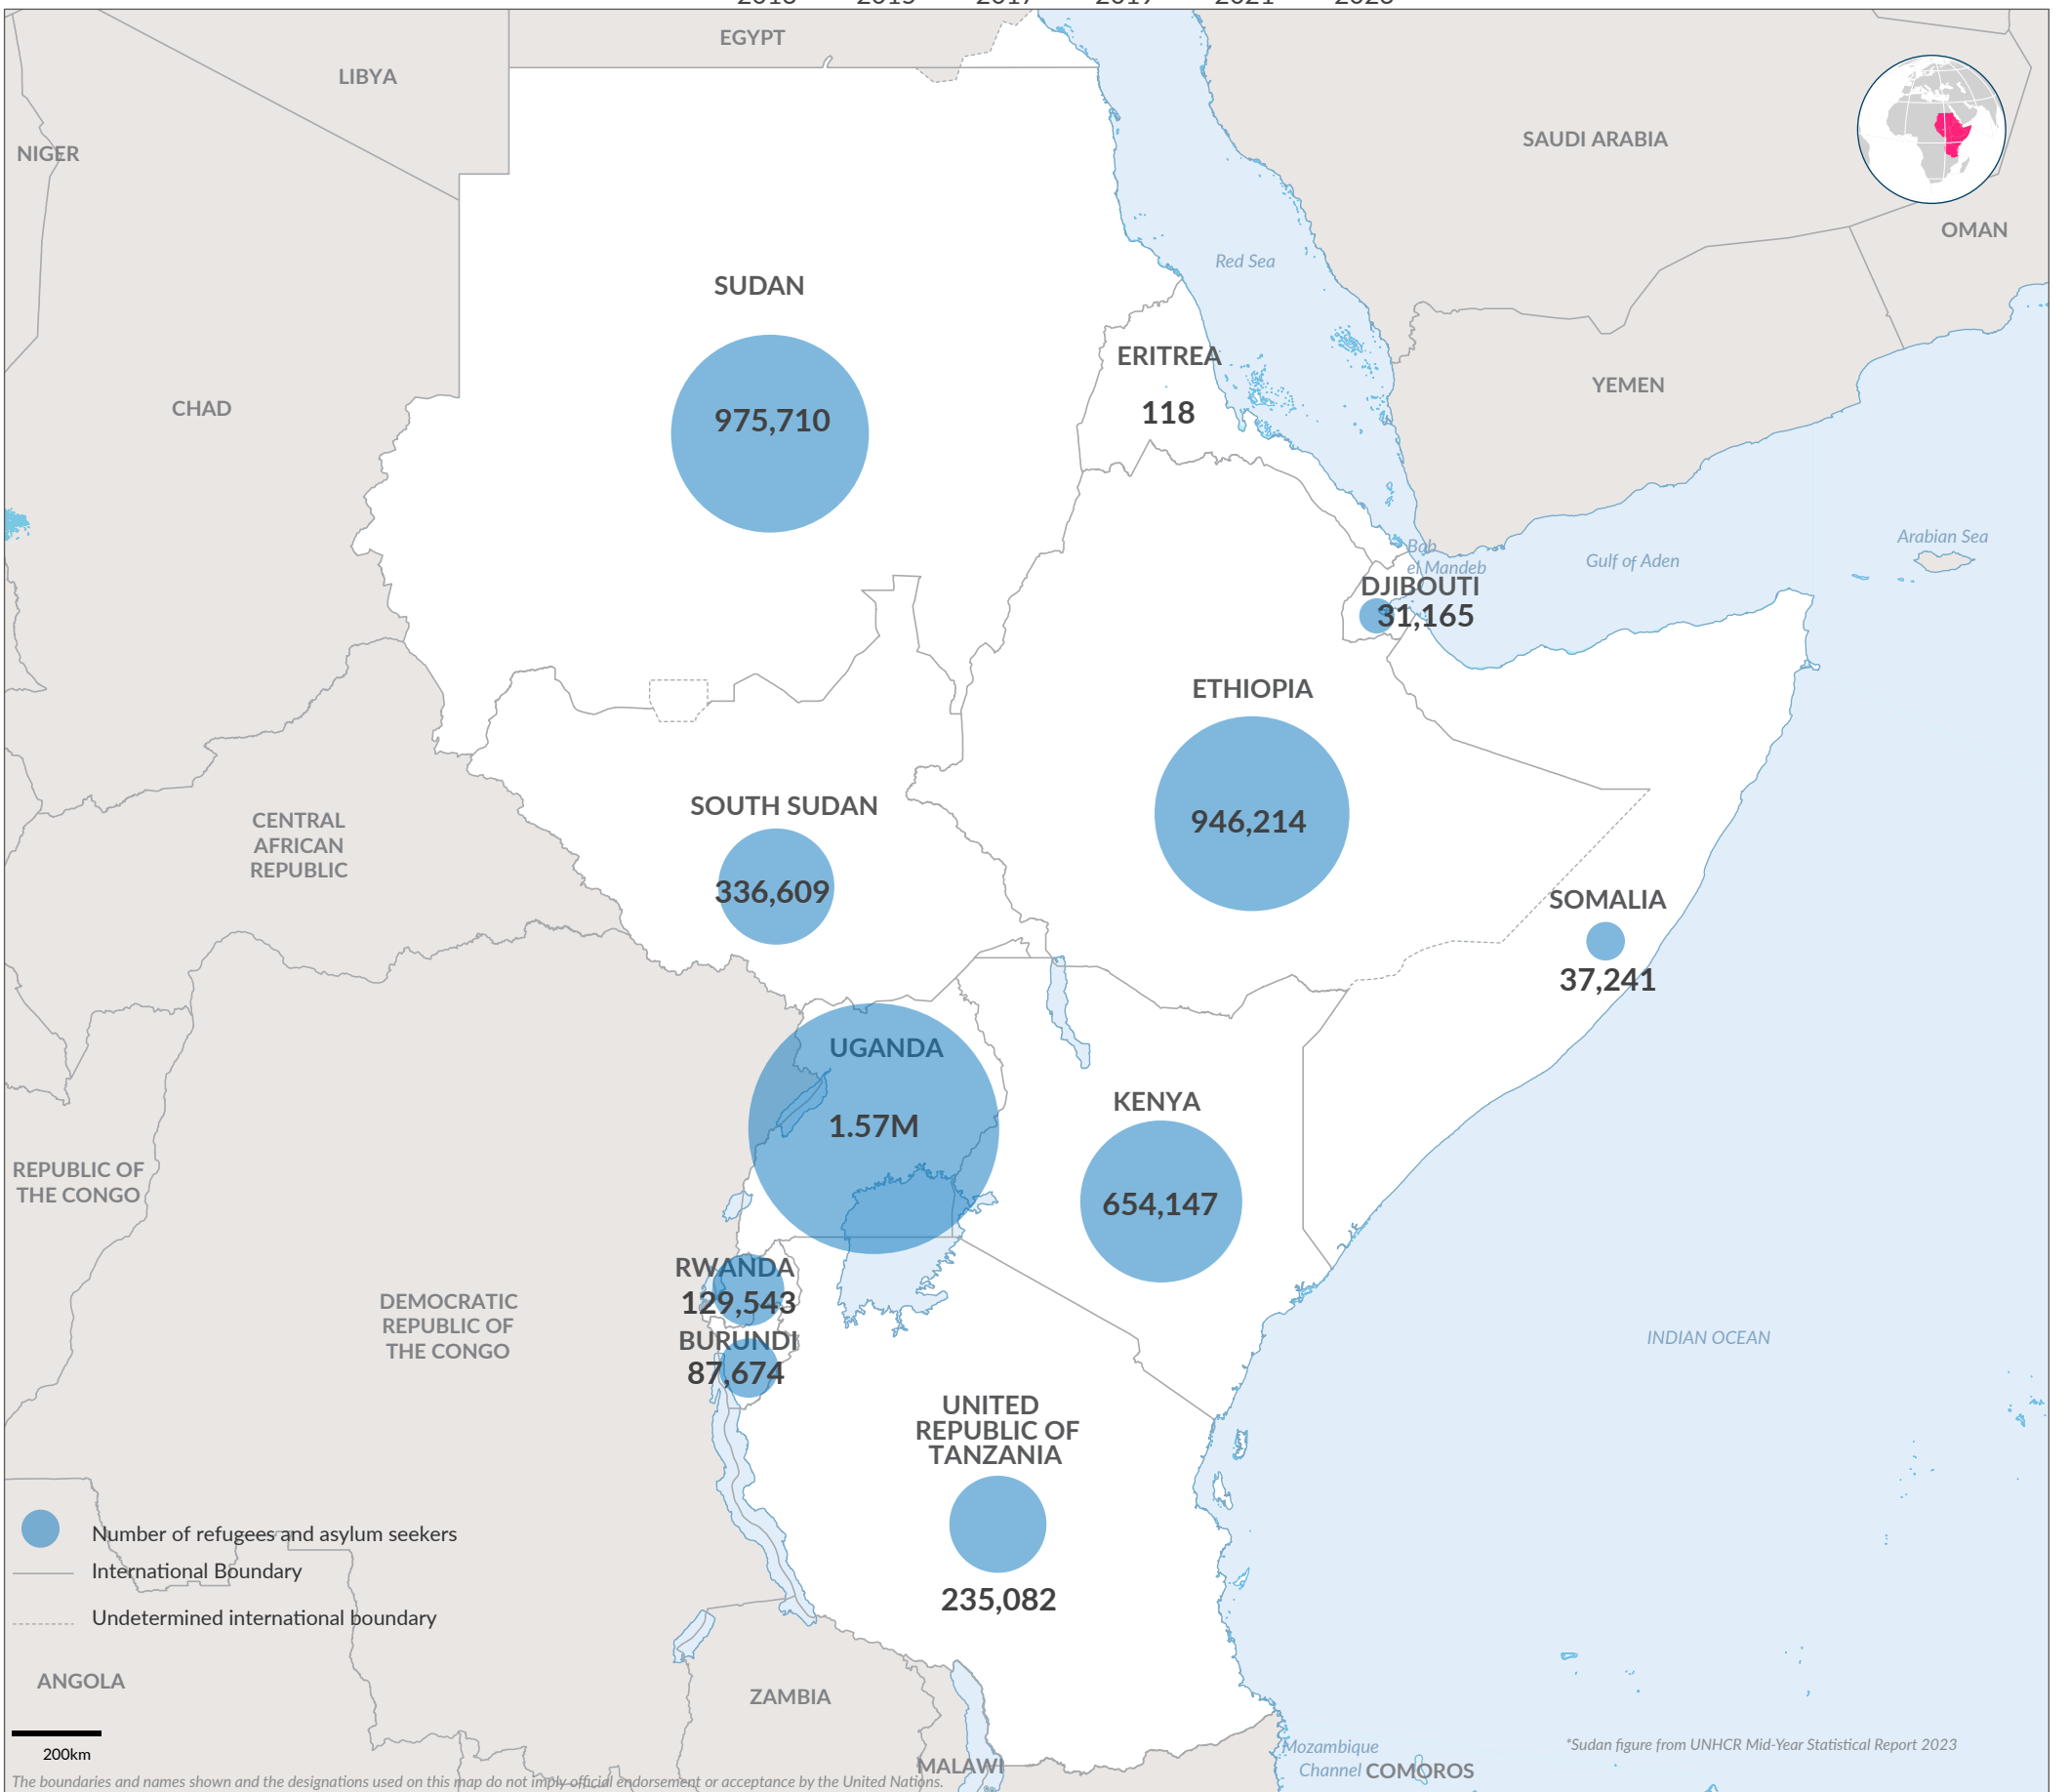 2013 2015 2017 2019 2021 2023
EGYPT
LIBYA
NIGER
SAUDI ARABIA
OMAN
Red Sea
SUDAN
975,710
ERITREA
118
YEMEN
CHAD
Bab
el Mandeb
Gulf of Aden
Arabian Sea
DJIBOUTI
31,165
ETHIOPIA
946,214
SOUTH SUDAN
336,609
CENTRAL
AFRICAN
REPUBLIC
SOMALIA
37,241
UGANDA
1.57M
KENYA
654,147
REPUBLIC OF
THE CONGO
RWANDA
129,543
BURUNDI
87,674
DEMOCRATIC
REPUBLIC OF
THE CONGO
INDIAN OCEAN
UNITED
REPUBLIC OF
TANZANIA
235,082
Number of refugees and asylum seekers
International Boundary
Undetermined international boundary
ANGOLA
ZAMBIA
200km
MALAWI
Mozambique
Channel
COMOROS
*Sudan figure from UNHCR Mid-Year Statistical Report 2023
The boundaries and names shown and the designations used on this map do not imply official endorsement or acceptance by the United Nations.